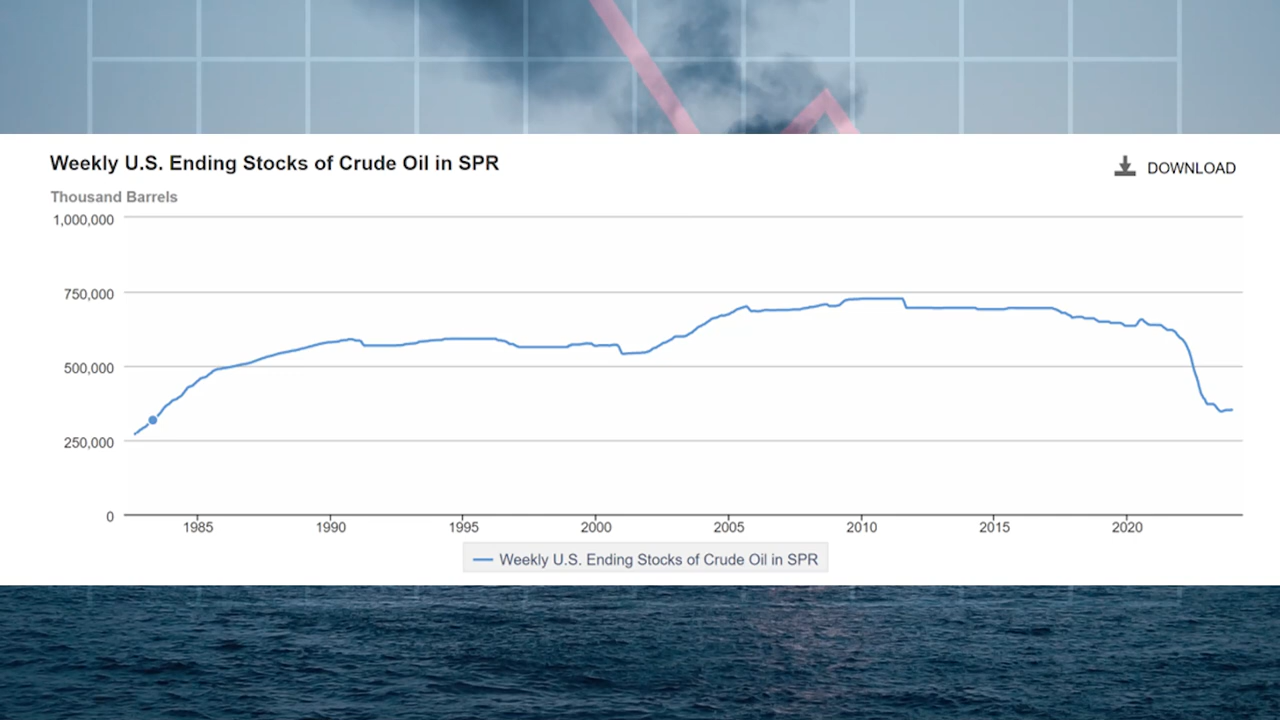 Weekly U.S. Ending Stocks of Crude Oil in SPR
DOWNLOAD
Thousand Barrels
1,000,000
750,000
500,000
250,000
0
1985 1990 1995 2000 2005 2010 2015 2020
Weekly U.S. Ending Stocks of Crude Oil in SPR